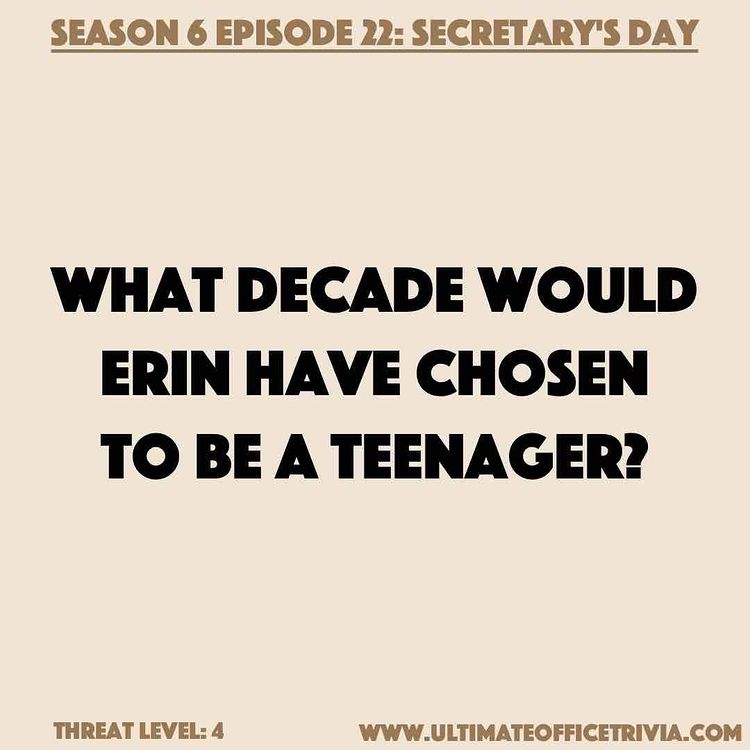 SEASON 6 EPISODE 22: SECRETARY'S DAY
WHAT DECADE WOULD
ERIN HAVE CHOSEN
TO BE A TEENAGER?
THREAT LEVEL: 4
WWW.ULTIMATEOFFICETRIVIA.COM